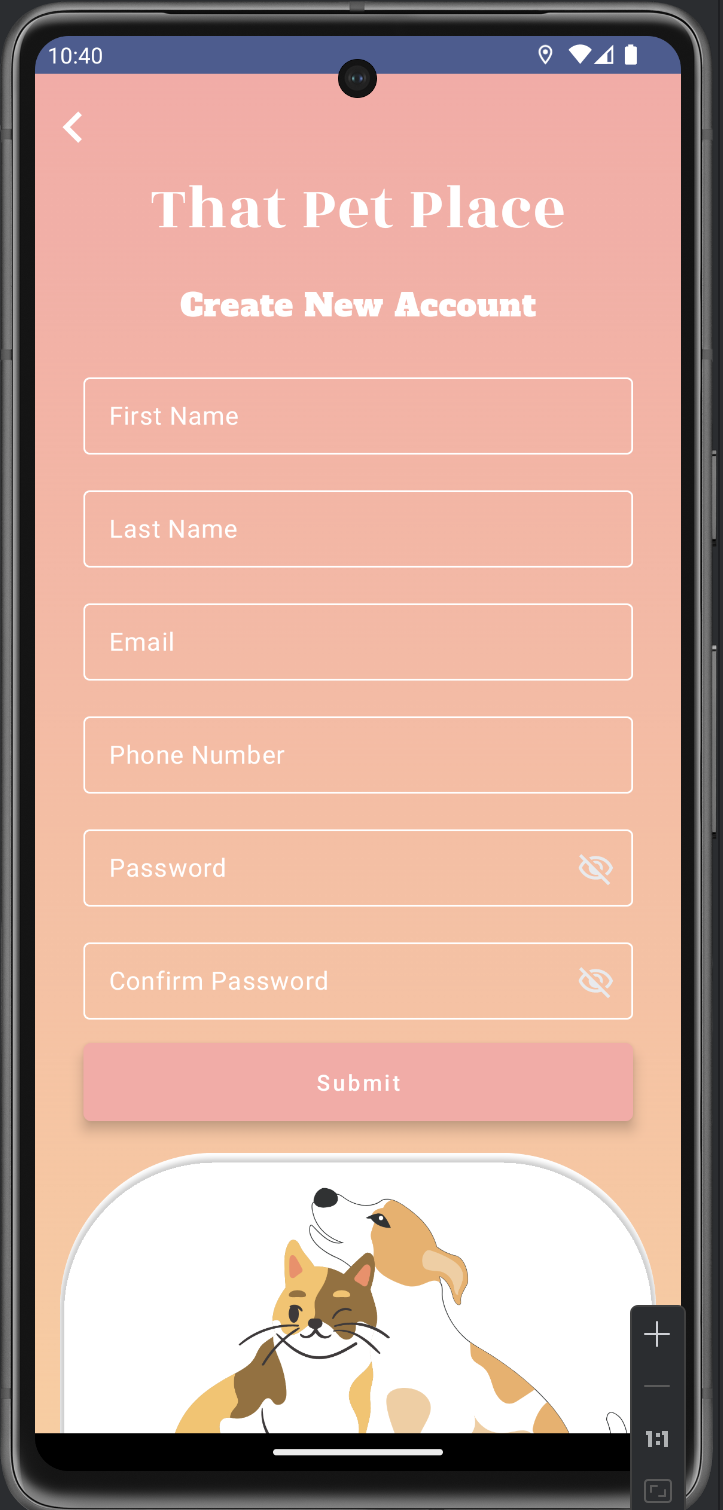 10:40
That Pet Place
Create New Account
First Name
Last Name
Email
Phone Number
Password
Confirm Password
Submit
1:1